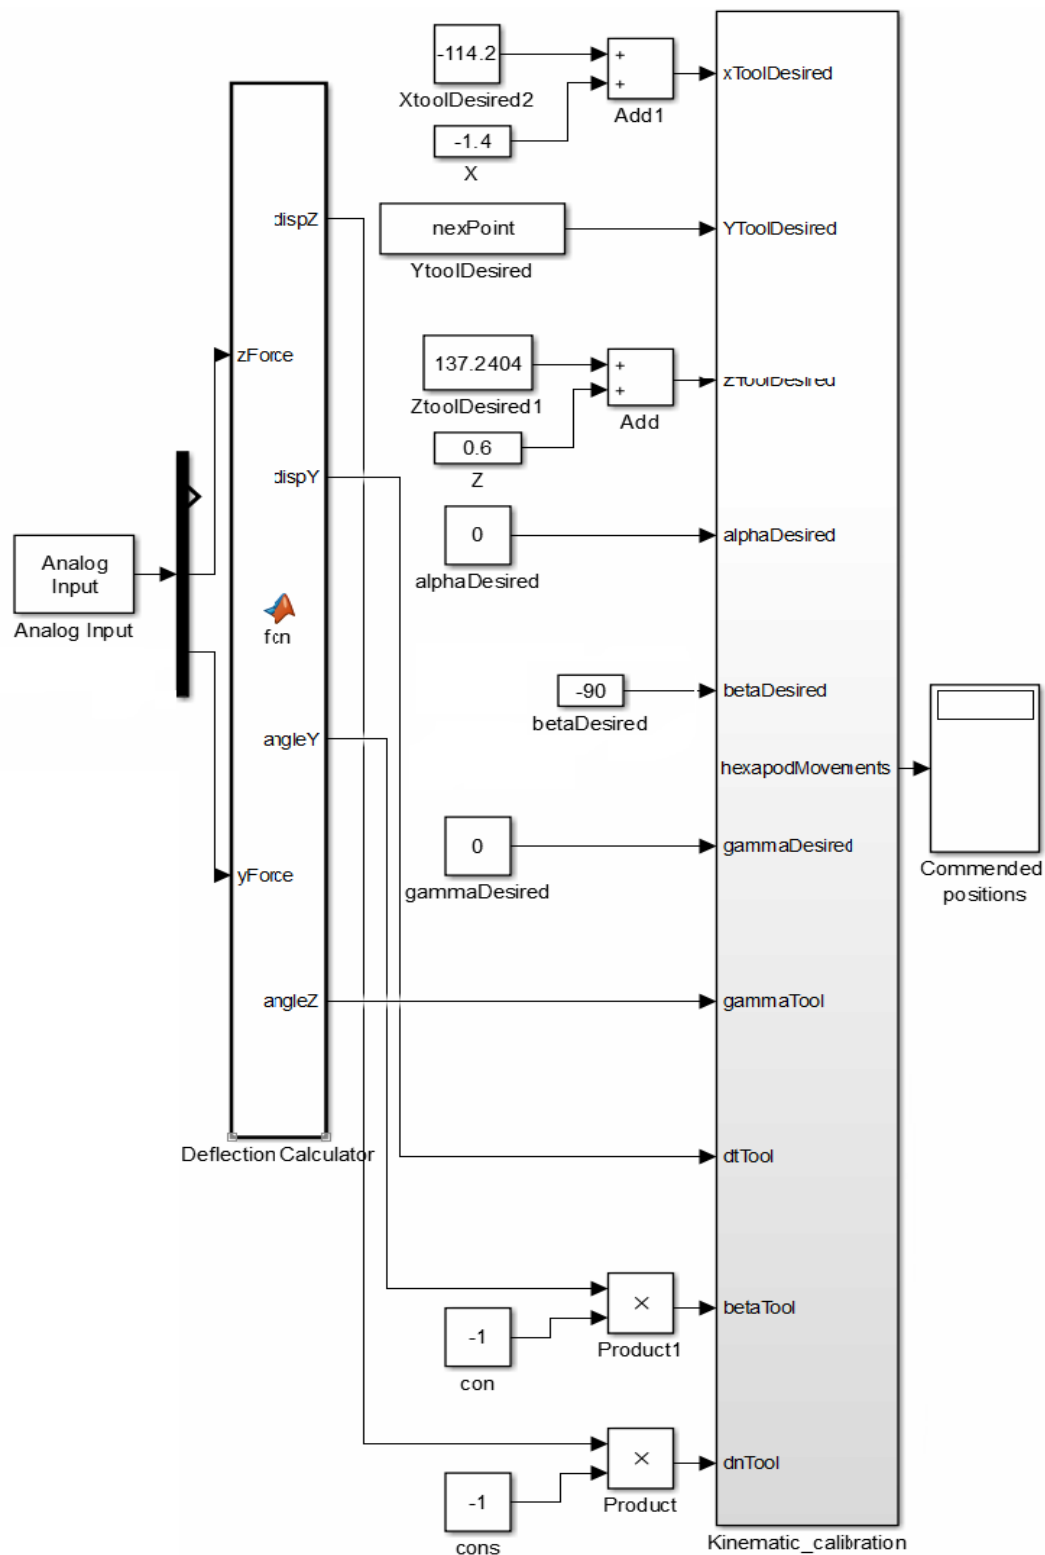 -114.2
XtoolDesired2
+
+
Add1
xToolDesired
-1.4
X
dispZ
nexPoint
YtoolDesired
YToolDesired
zForce
137.2404
ZtoolDesired1
+
+
Add
ZToolDesired
0.6
Z
dispY
0
alphaDesired
alphaDesired
Analog
Input
Analog Input
fcn
-90
betaDesired
betaDesired
angleY
hexapodMovements
0
gammaDesired
gammaDesired
Commended
positions
yForce
angleZ
gammaTool
Deflection Calculator
dtTool
×
Product1
betaTool
-1
con
×
Product
dnTool
-1
cons
Kinematic_calibration